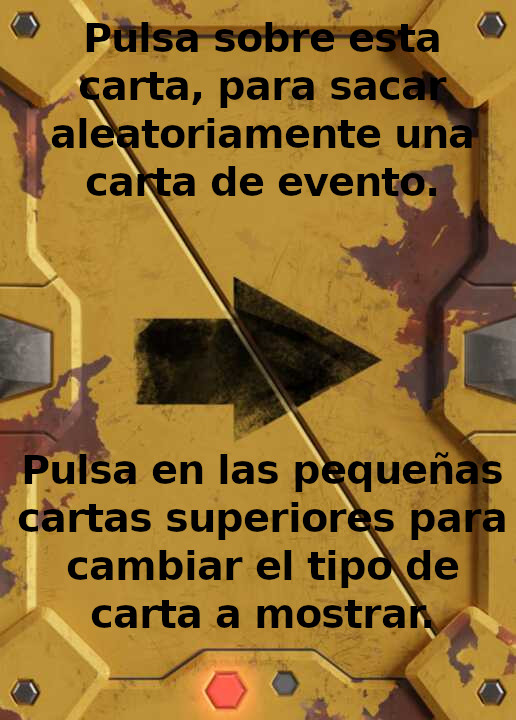 Pulsa sobre esta
carta, para sacar
aleatoriamente una
carta de evento.
Pulsa en las pequeñas
cartas superiores para
cambiar el tipo de
carta a mostrar.